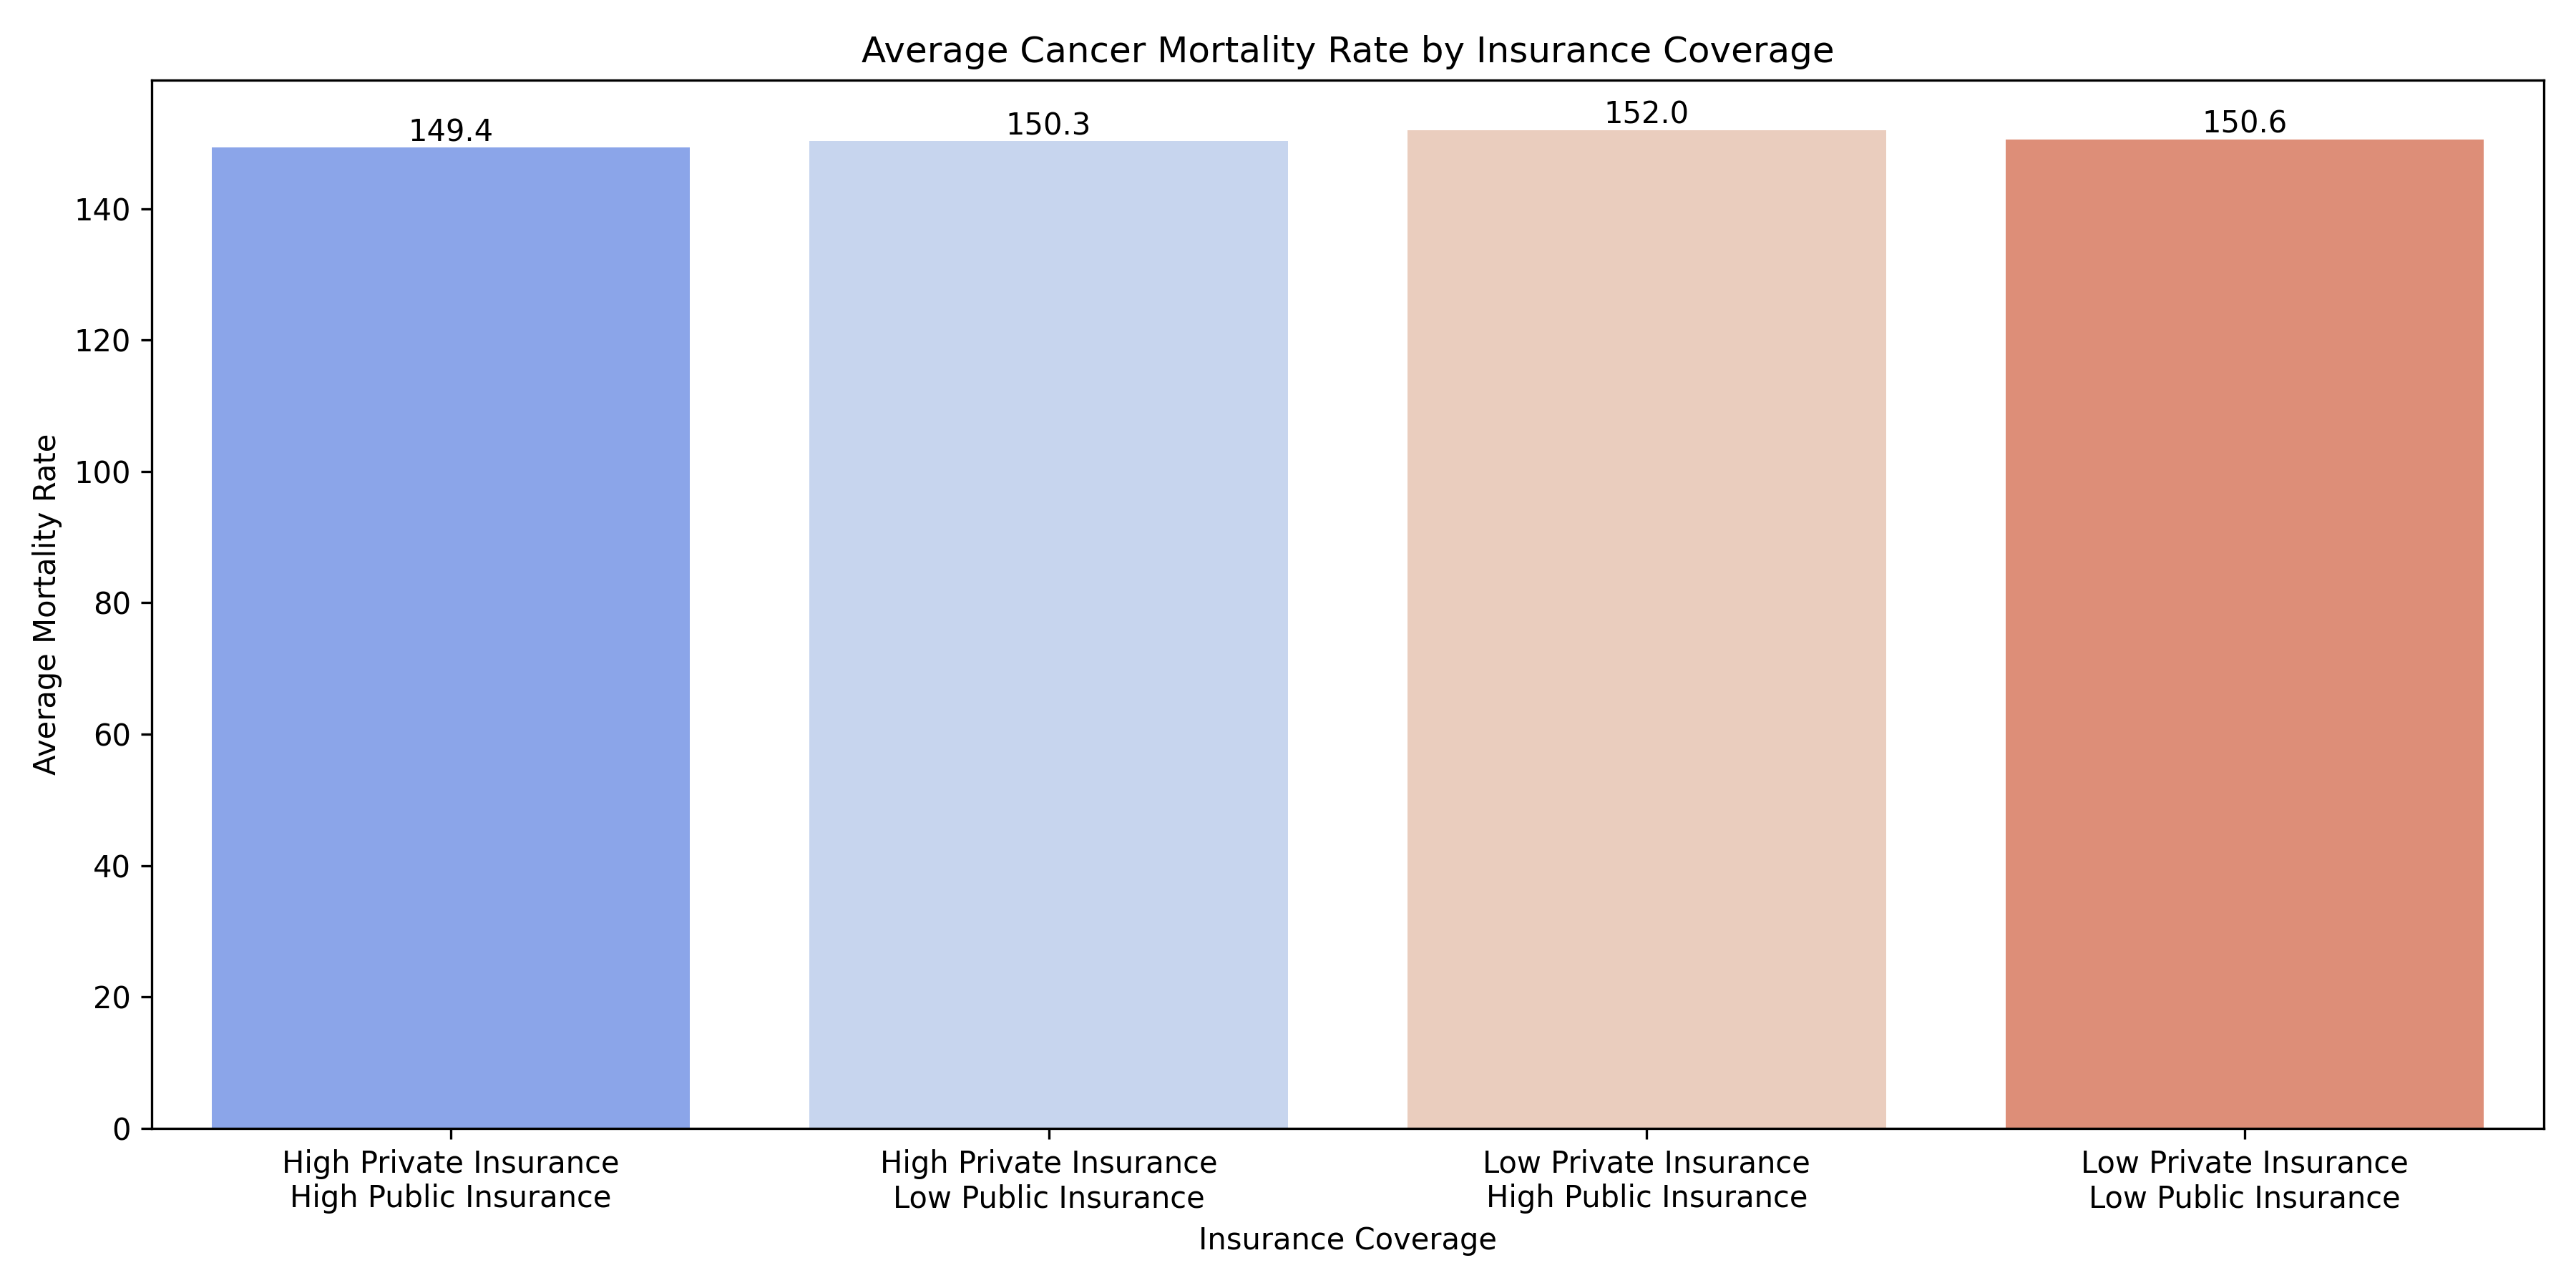 Average Cancer Mortality Rate by Insurance Coverage
149.4
150.3
152.0
150.6
140
120
100
80
60
40
20
0
Average Mortality Rate
High Private Insurance
High Public Insurance
High Private Insurance
Low Public Insurance
Low Private Insurance
High Public Insurance
Low Private Insurance
Low Public Insurance
Insurance Coverage